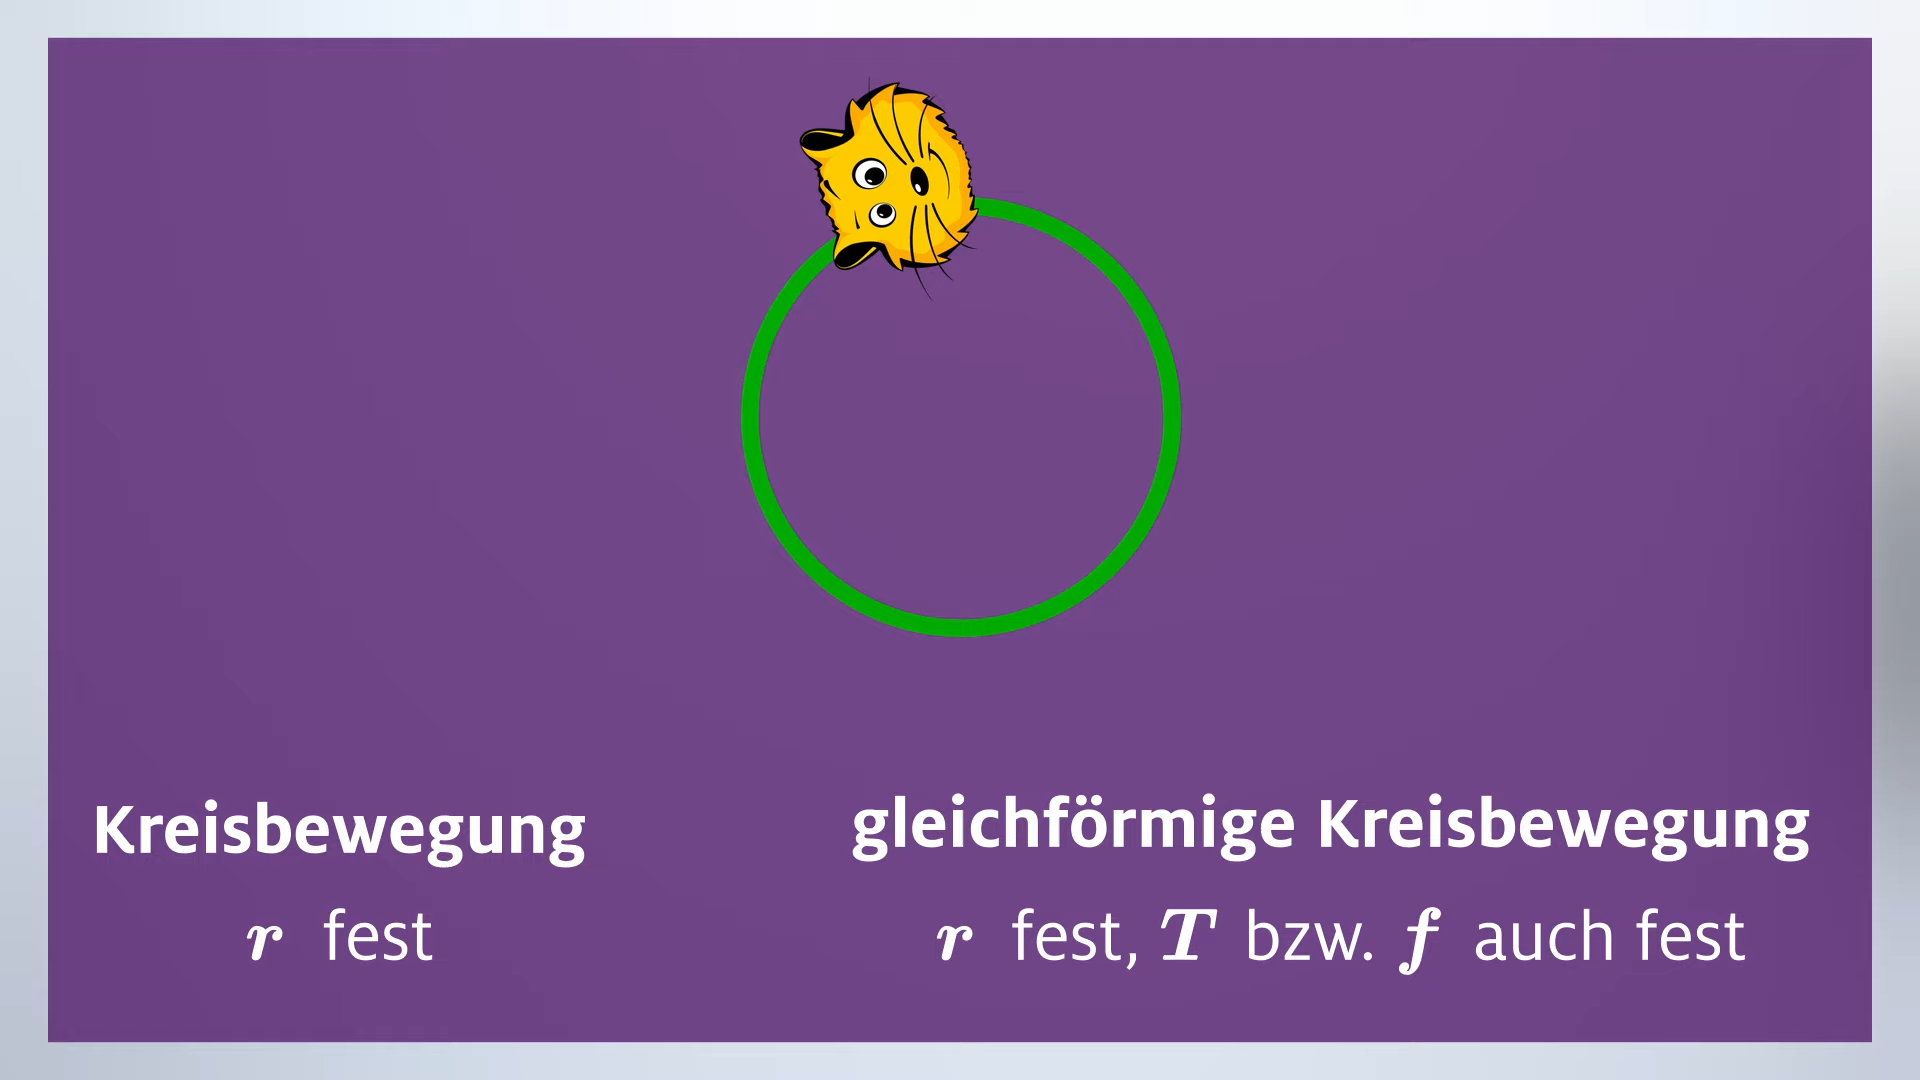 Kreisbewegung
r fest
gleichförmige Kreisbewegung
r fest, T bzw. f auch fest